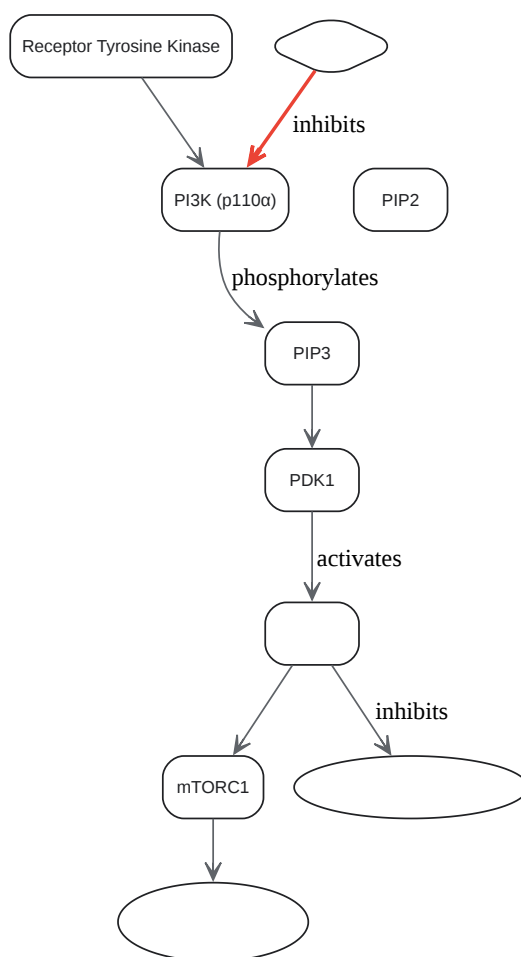 Receptor Tyrosine Kinase
inhibits
PI3K (p110α)
PIP2
phosphorylates
PIP3
PDK1
activates
inhibits
mTORC1